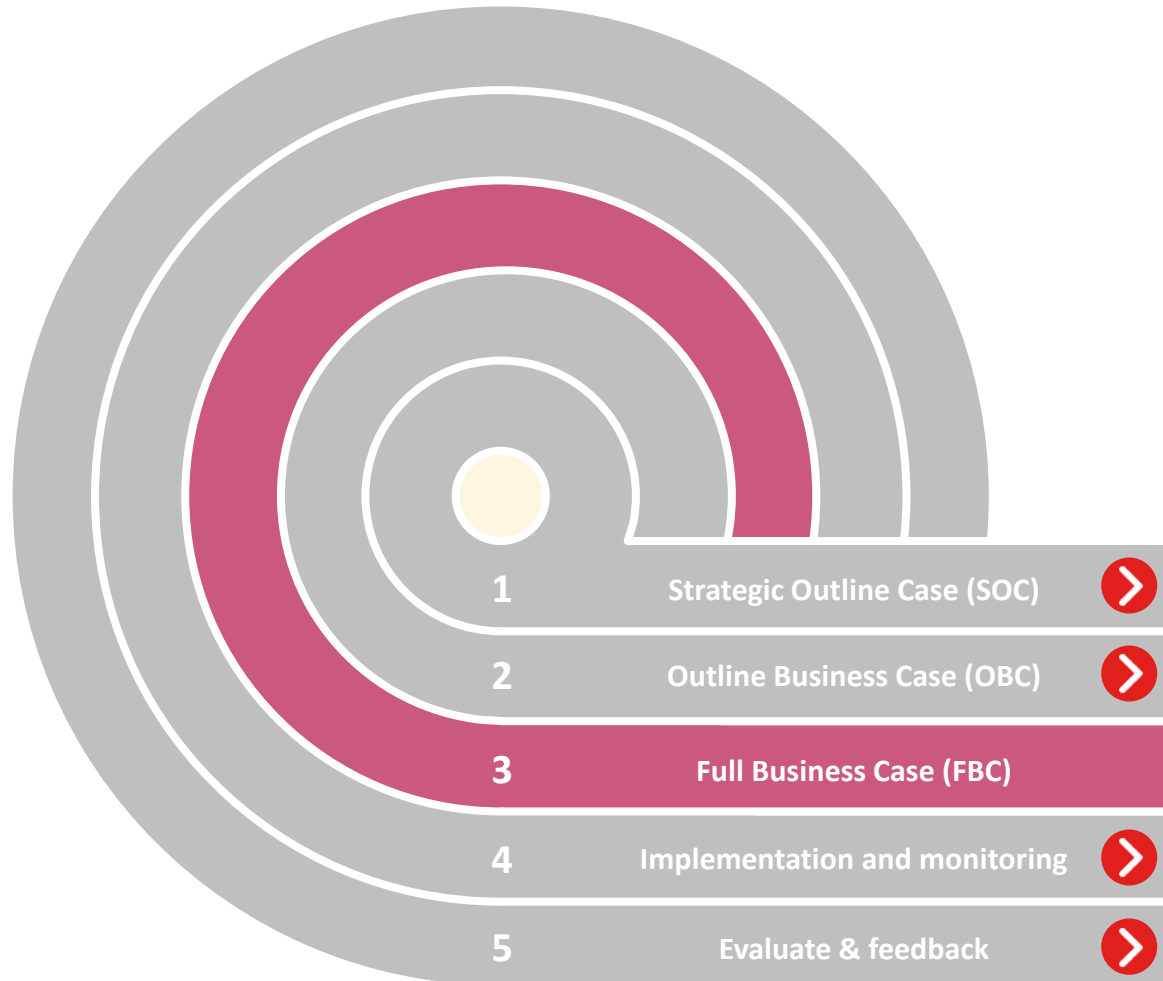 1 Strategic Outline Case (SOC)
2 Outline Business Case (OBC)
3 Full Business Case (FBC)
4 Implementation and monitoring
5 Evaluate & feedback